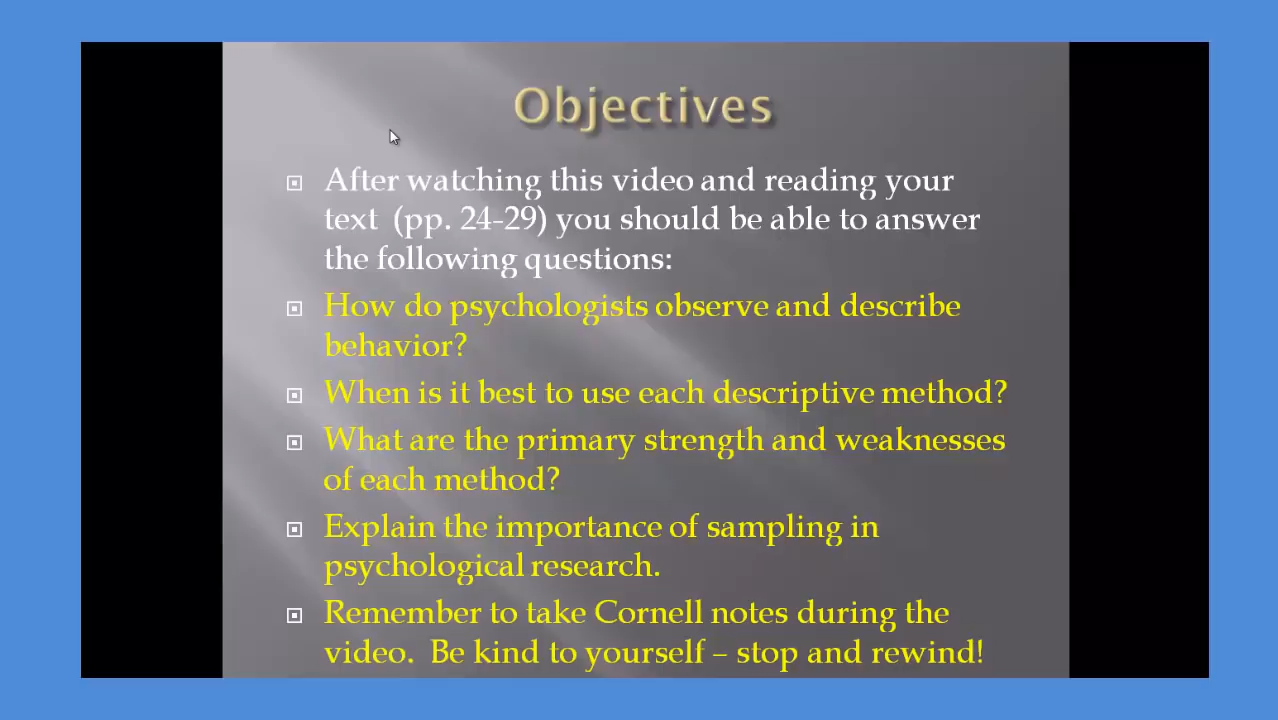 Objectives
After watching this video and reading your
text (pp. 24-29) you should be able to answer
the following questions:
How do psychologists observe and describe
behavior?
When is it best to use each descriptive method?
What are the primary strength and weaknesses
of each method?
Explain the importance of sampling in
psychological research.
Remember to take Cornell notes during the
video. Be kind to yourself – stop and rewind!